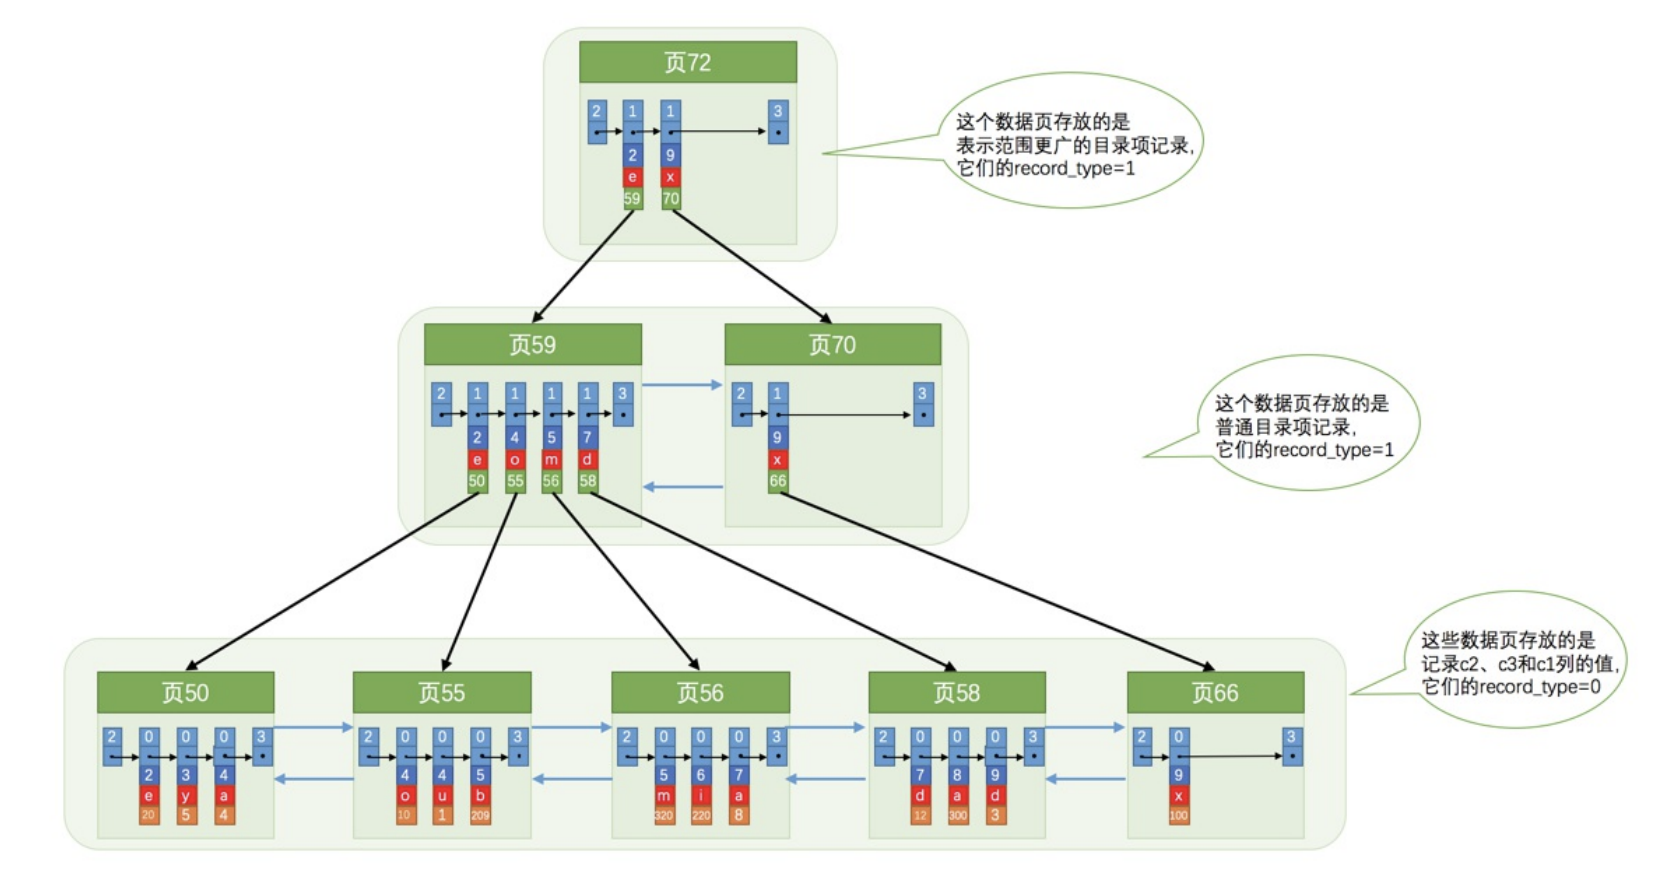 页72
2 1 1 3
2 9
e x
59 70
这个数据页存放的是
表示范围更广的目录项记录,
它们的record_type=1
页59
2 1 1 1 1 3
2 4 5 7
e o m d
50 55 56 58
页70
2 1 3
9
x
66
这个数据页存放的是
普通目录项记录,
它们的record_type=1
页50
2 0 0 0 3
2 3 4
e y a
20 5 4
页55
2 0 0 0 3
4 4 5
o u b
10 1 209
页56
2 0 0 0 3
5 6 7
m i a
320 220 8
页58
2 0 0 0 3
7 8 9
d a d
12 300 3
页66
2 0 3
9
x
100
这些数据页存放的是
记录c2、c3和c1列的值,
它们的record_type=0